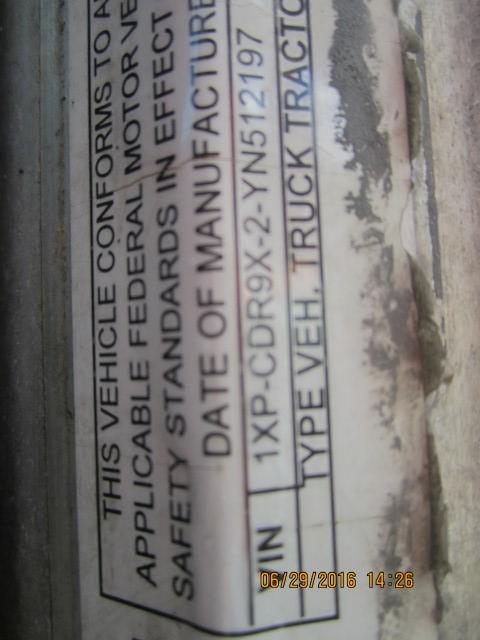 THIS VEHICLE CONFORMS TO
APPLICABLE FEDERAL MOTOR
SAFETY STANDARDS IN EFFECT
DATE OF MANUFACTURE
VIN 1XP-CDR9X-2-YN512197
TYPE VEH. TRUCK TRACTO
06/29/2016 14:26